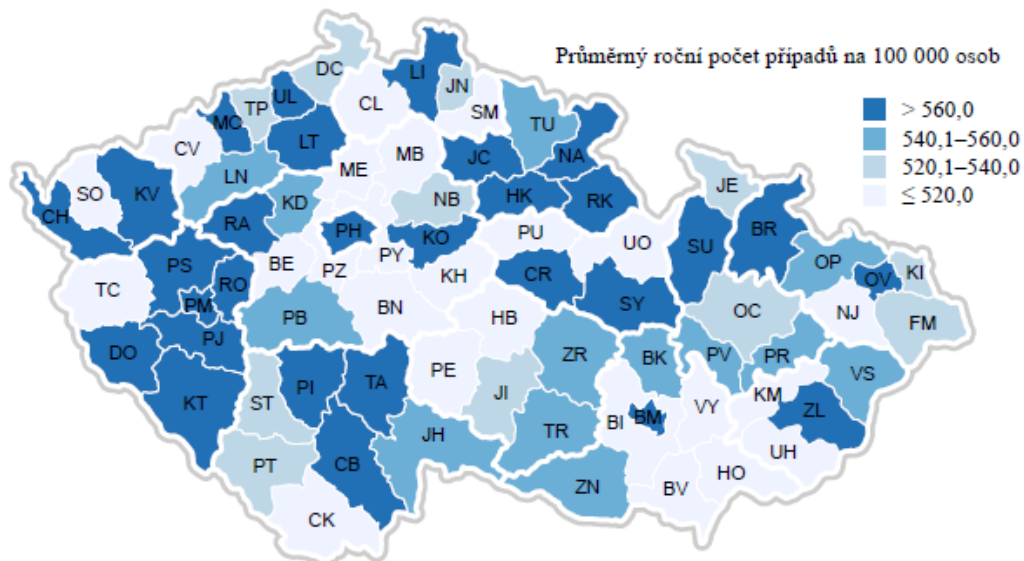 Průměrný roční počet případů na 100 000 osob
> 560,0
540,1–560,0
520,1–540,0
≤ 520,0
DC
LI
JN
SM
UL
TP
CL
TU
MO
LT
CV
MB
JC
NA
ME
LN
SO
KV
KD
NB
HK
RK
JE
CH
RA
PH
KO
PU
UO
SU
BR
PS
RO
BE
PZ
PY
KH
CR
OP
OV
KI
TC
PM
PB
BN
HB
SY
OC
NJ
FM
DO
PJ
ZR
BK
PV
PR
VS
KT
ST
PI
TA
PE
JI
KM
ZL
JH
TR
BI
BM
VY
UH
PT
CB
ZN
BV
HO
CK